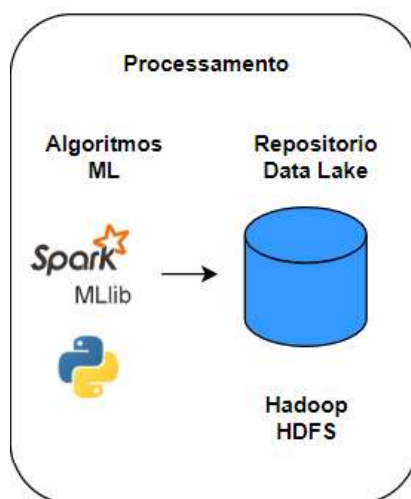 Processamento
Algoritmos
ML
Repositorio
Data Lake
Spark
MLlib
Hadoop
HDFS